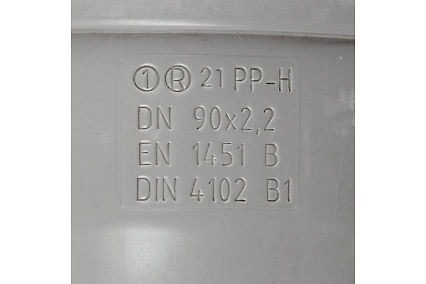 ① Ⓡ 21 PP-H
DN 90x2,2
EN 1451 B
DIN 4102 B1